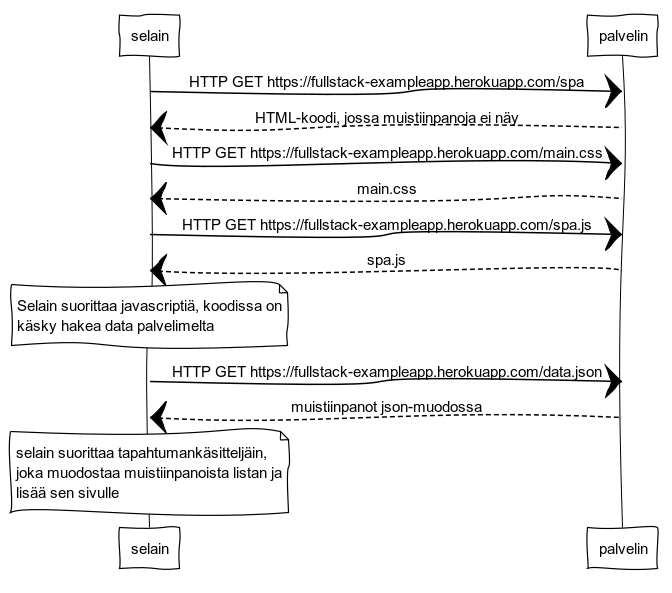 selain
palvelin
HTTP GET https://fullstack-exampleapp.herokuapp.com/spa
HTML-koodi, jossa muistiinpanoja ei näy
HTTP GET https://fullstack-exampleapp.herokuapp.com/main.css
main.css
HTTP GET https://fullstack-exampleapp.herokuapp.com/spa.js
spa.js
Selain suorittaa javascriptiä, koodissa on
käsky hakea data palvelimelta
HTTP GET https://fullstack-exampleapp.herokuapp.com/data.json
muistiinpanot json-muodossa
selain suorittaa tapahtumankäsitteljäin,
joka muodostaa muistiinpanoista listan ja
lisää sen sivulle
selain
palvelin